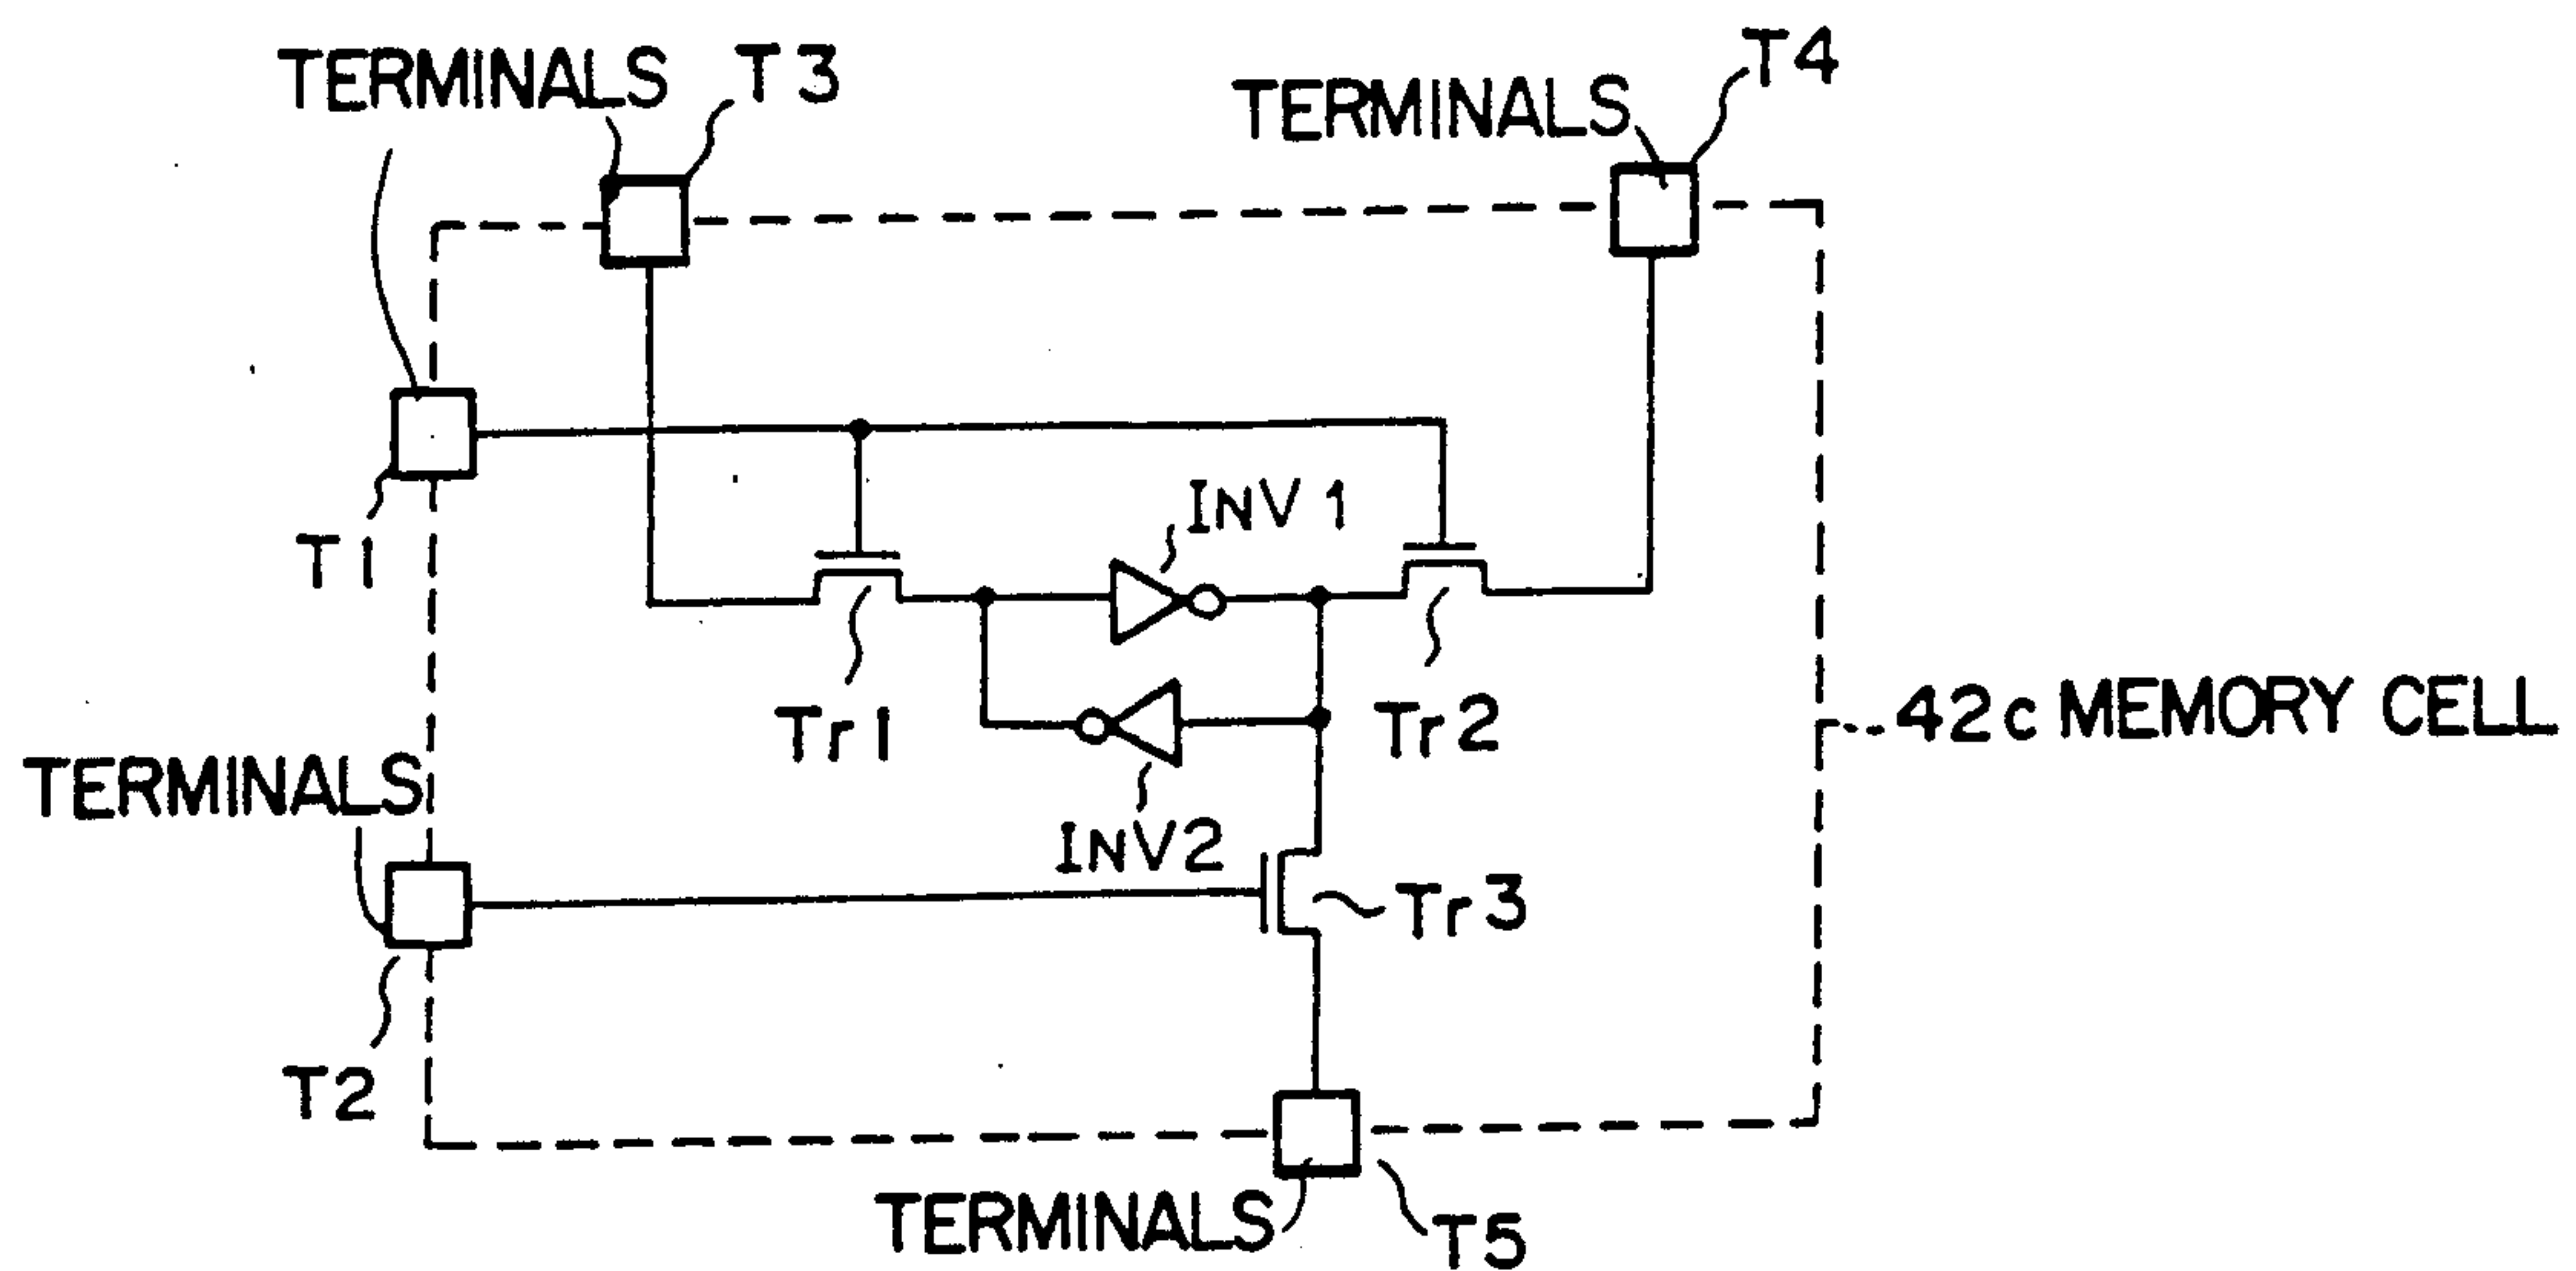 TERMINALS
T3
TERMINALS
T4
T1
INV 1
Tr1
Tr2
42c MEMORY CELL
TERMINALS
INV2
Tr3
T2
TERMINALS
T5